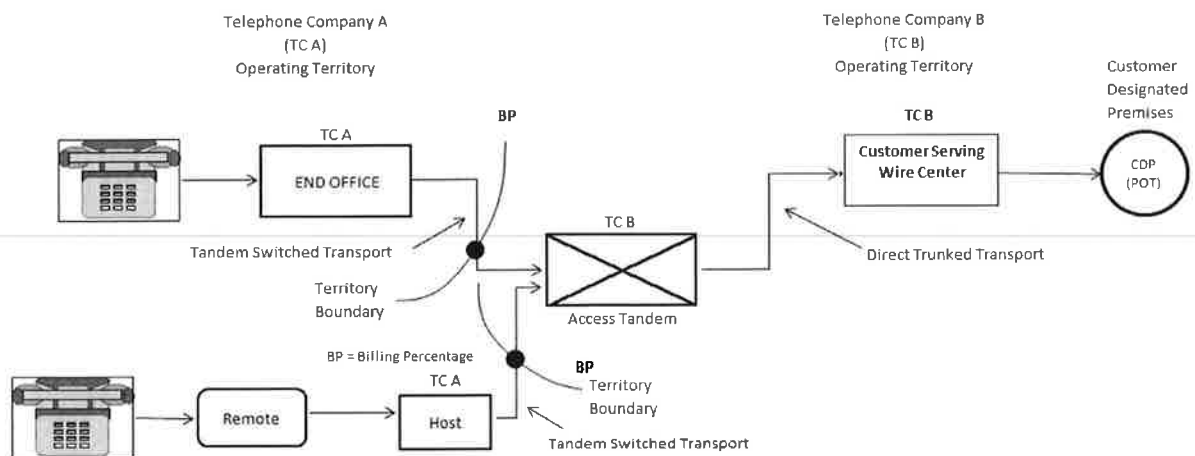 Telephone Company A
(TC A)
Operating Territory
Telephone Company B
(TC B)
Operating Territory
Customer
Designated
Premises
BP
TC A
END OFFICE
TC B
Customer Serving
Wire Center
CDP
(POT)
TC B
Tandem Switched Transport
Direct Trunked Transport
Territory
Boundary
Access Tandem
BP = Billing Percentage
BP
TC A
Territory
Boundary
Remote
Host
Tandem Switched Transport